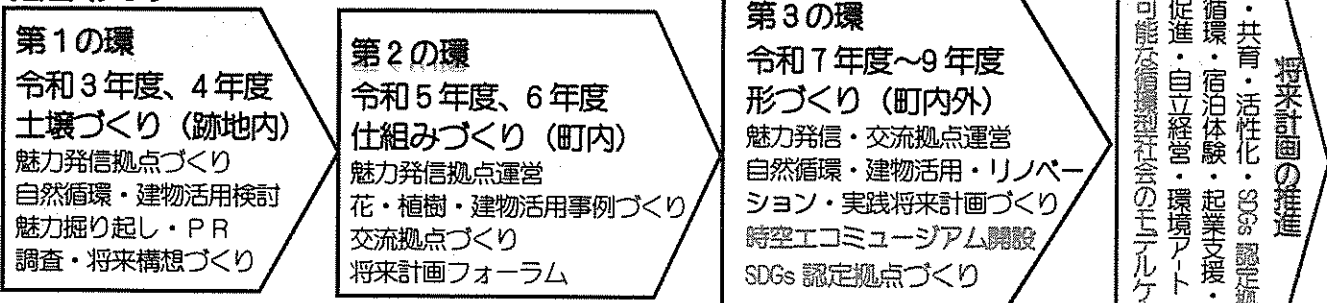 第1の環
令和3年度、4年度
土壌づくり(跡地内)
魅力発信拠点づくり
自然循環・建物活用検討
魅力掘り起し・PR
調査・将来構想づくり
第2の環
令和5年度、6年度
仕組みづくり(町内)
魅力発信拠点運営
花・植樹・建物活用事例づくり
交流拠点づくり
将来計画フォーラム
第3の環
令和7年度~9年度
形づくり(町内外)
魅力発信・交流拠点運営
自然循環・建物活用・リノベー
ション・実践将来計画づくり
時空エコミュージアム開設
SDGs 認定拠点づくり
将来計画の推進
・共育・活性化・SDGs 認定拠
循環・宿泊体験・起業支援・
促進・自立経営・環境アート
可能な循環型社会のモデルケ